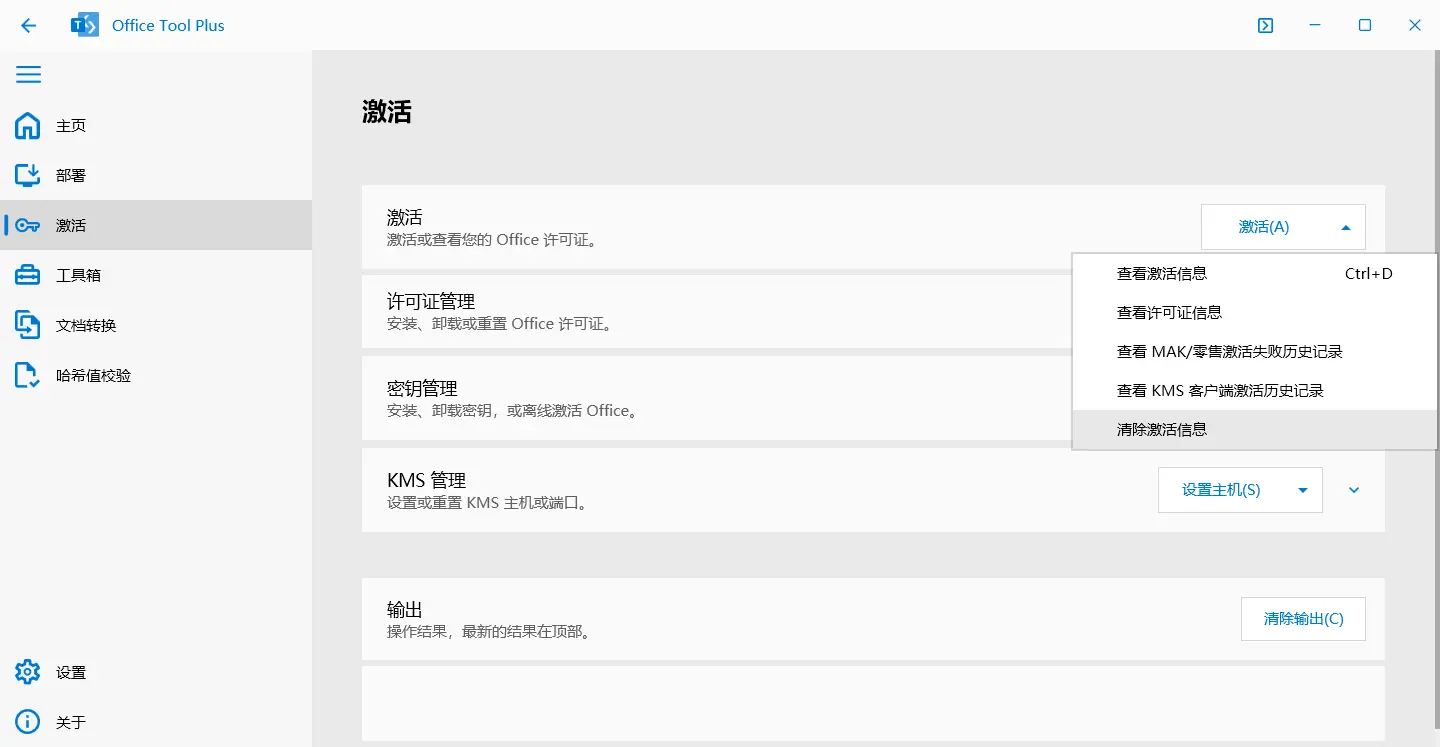 Office Tool Plus
主页
部署
激活
工具箱
文档转换
哈希值校验
设置
关于
激活
激活
激活或查看您的 Office 许可证。
激活(A)
查看激活信息 Ctrl+D
查看许可证信息
查看 MAK/零售激活失败历史记录
查看 KMS 客户端激活历史记录
清除激活信息
许可证管理
安装、卸载或重置 Office 许可证。
密钥管理
安装、卸载密钥，或离线激活 Office。
KMS 管理
设置或重置 KMS 主机或端口。
设置主机(S)
输出
操作结果，最新的结果在顶部。
清除输出(C)